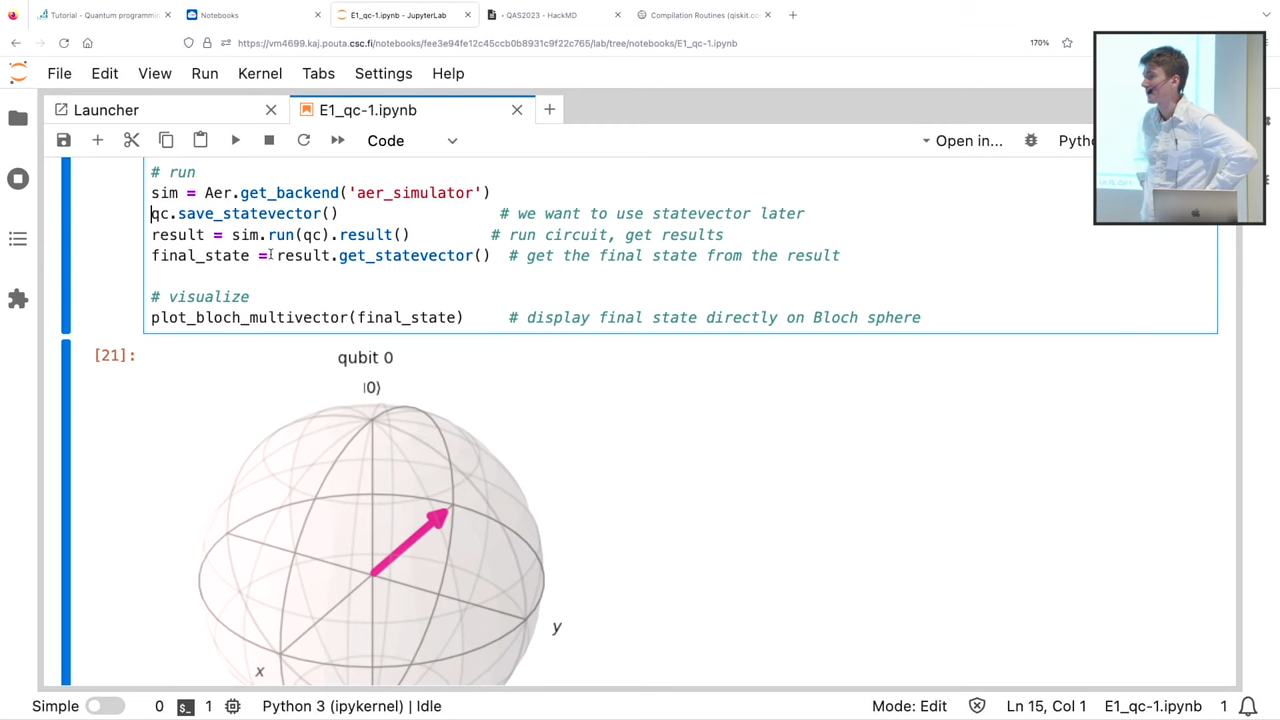 Tutorial - Quantum programmin
Notebooks
E1_qc-1.ipynb - JupyterLab
- QAS2023 - HackMD
Compilation Routines (qiskit.co
https://vm4699.kaj.pouta.csc.fi/notebooks/fee3e94fe12c45ccb0b8931c9f22c765/lab/tree/notebooks/E1_qc-1.ipynb
170%
File Edit View Run Kernel Tabs Settings Help
Launcher
E1_qc-1.ipynb
Code
Open in...
Pytho
# run
sim = Aer.get_backend('aer_simulator')
qc.save_statevector() # we want to use statevector later
result = sim.run(qc).result() # run circuit, get results
final_state = result.get_statevector() # get the final state from the result
# visualize
plot_bloch_multivector(final_state) # display final state directly on Bloch sphere
[21]:
qubit 0
|0⟩
y
x
Simple 0 $_ 1 Python 3 (ipykernel) | Idle Mode: Edit Ln 15, Col 1 E1_qc-1.ipynb 1